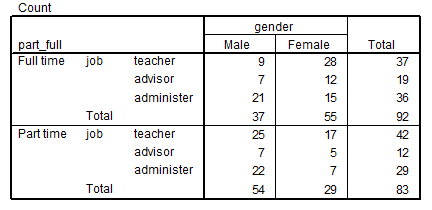 Count
gender
part_full Male Female Total
Full time job teacher 9 28 37
advisor 7 12 19
administer 21 15 36
Total 37 55 92
Part time job teacher 25 17 42
advisor 7 5 12
administer 22 7 29
Total 54 29 83